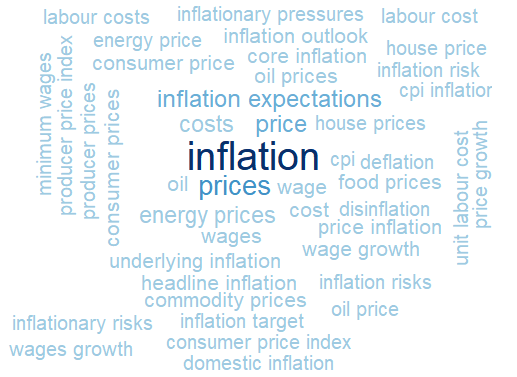 labour costs
inflationary pressures
labour cost
energy price
inflation outlook
house price
consumer price
core inflation
inflation risk
oil prices
cpi inflation
minimum wages
producer price index
producer prices
consumer prices
inflation expectations
costs
price
house prices
inflation
cpi
deflation
oil
prices
wage
food prices
energy prices
cost
disinflation
wages
price inflation
unit labour cost
price growth
wage growth
underlying inflation
headline inflation
inflation risks
commodity prices
oil price
inflationary risks
inflation target
wages growth
consumer price index
domestic inflation